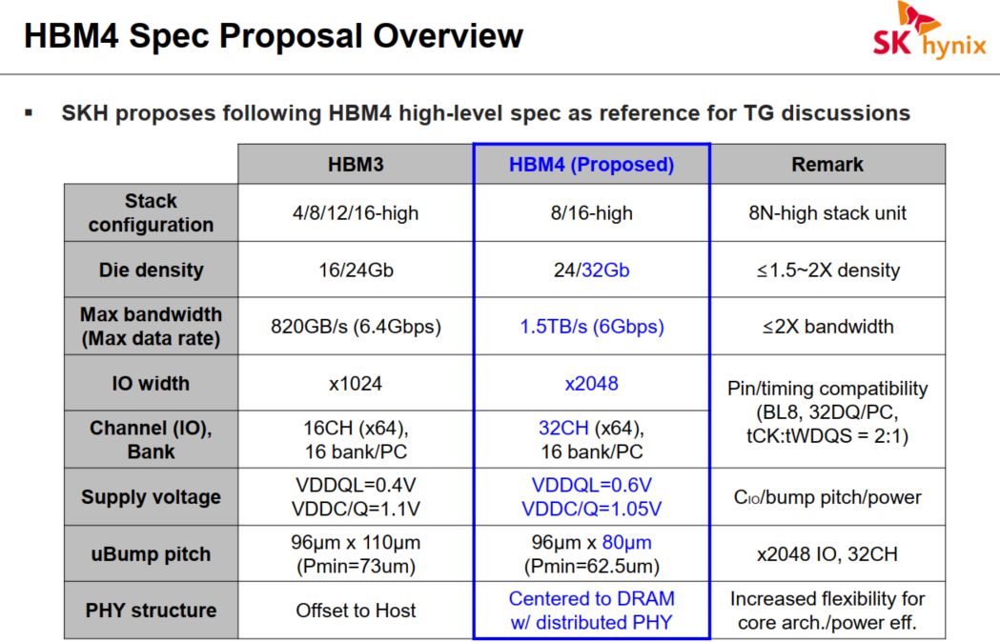 HBM4 Spec Proposal Overview
SK hynix
▪ SKH proposes following HBM4 high-level spec as reference for TG discussions
HBM3
HBM4 (Proposed)
Remark
Stack
configuration
4/8/12/16-high
8/16-high
8N-high stack unit
Die density
16/24Gb
24/32Gb
≤1.5~2X density
Max bandwidth
(Max data rate)
820GB/s (6.4Gbps)
1.5TB/s (6Gbps)
≤2X bandwidth
IO width
x1024
x2048
Pin/timing compatibility
(BL8, 32DQ/PC,
tCK:tWDQS = 2:1)
Channel (IO),
Bank
16CH (x64),
16 bank/PC
32CH (x64),
16 bank/PC
Supply voltage
VDDQL=0.4V
VDDC/Q=1.1V
VDDQL=0.6V
VDDC/Q=1.05V
CIO/bump pitch/power
uBump pitch
96µm x 110µm
(Pmin=73um)
96µm x 80µm
(Pmin=62.5um)
x2048 IO, 32CH
PHY structure
Offset to Host
Centered to DRAM
w/ distributed PHY
Increased flexibility for
core arch./power eff.